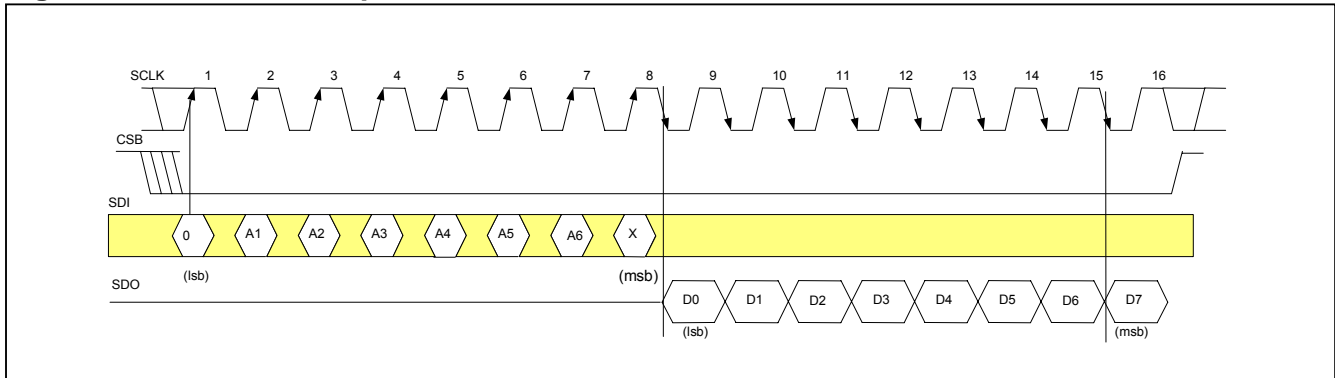 SCLK 1 2 3 4 5 6 7 8 9 10 11 12 13 14 15 16
CSB
SDI
0 A1 A2 A3 A4 A5 A6 X
(lsb) (msb)
SDO
D0 D1 D2 D3 D4 D5 D6 D7
(lsb) (msb)